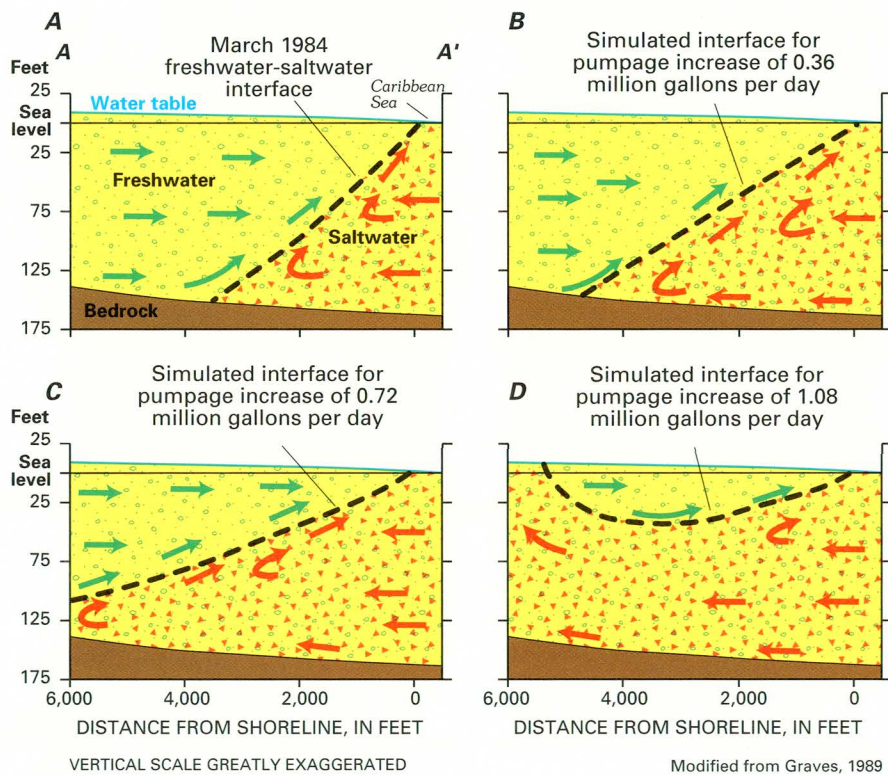 A
A
Feet
March 1984
freshwater-saltwater
interface
A'
Caribbean
Sea
25
Water table
Sea
level
25
Freshwater
75
Saltwater
125
Bedrock
175
B
Simulated interface for
pumpage increase of 0.36
million gallons per day
C
Simulated interface for
pumpage increase of 0.72
million gallons per day
Feet
25
Sea
level
25
75
125
175
6,000
4,000
2,000
0
DISTANCE FROM SHORELINE, IN FEET
D
Simulated interface for
pumpage increase of 1.08
million gallons per day
6,000
4,000
2,000
0
DISTANCE FROM SHORELINE, IN FEET
VERTICAL SCALE GREATLY EXAGGERATED
Modified from Graves, 1989